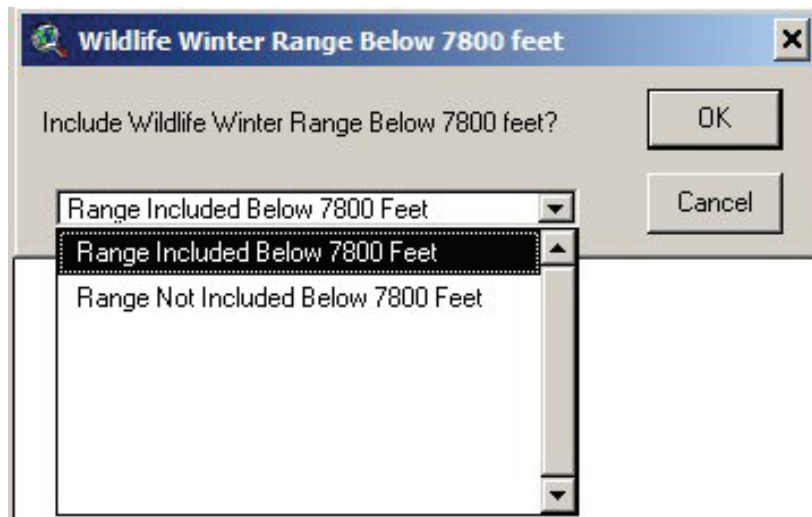 Wildlife Winter Range Below 7800 feet
Include Wildlife Winter Range Below 7800 feet?
OK
Range Included Below 7800 Feet
Cancel
Range Included Below 7800 Feet
Range Not Included Below 7800 Feet